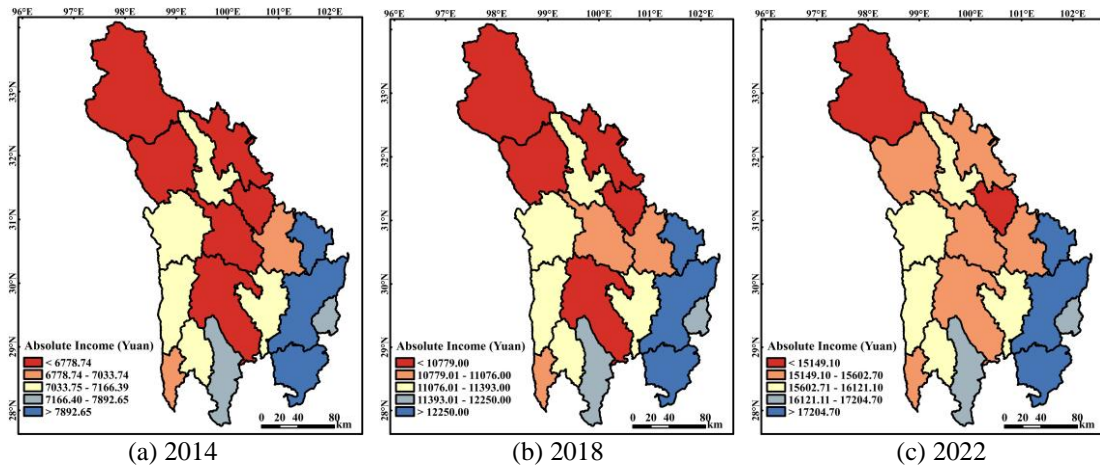 96°E 98°E 99°E 100°E 101°E 102°E
33°N
32°N
31°N
30°N
29°N
28°N
Absolute Income (Yuan)
< 6778.74
6778.74 - 7033.74
7033.75 - 7166.39
7166.40 - 7892.65
> 7892.65
0 20 40 80
km
(a) 2014
96°E 98°E 99°E 100°E 101°E 102°E
33°N
32°N
31°N
30°N
29°N
28°N
Absolute Income (Yuan)
< 10779.00
10779.01 - 11076.00
11076.01 - 11393.00
11393.01 - 12250.00
> 12250.00
0 20 40 80
km
(b) 2018
96°E 98°E 99°E 100°E 101°E 102°E
33°N
32°N
31°N
30°N
29°N
28°N
Absolute Income (Yuan)
< 15149.10
15149.10 - 15602.70
15602.71 - 16121.10
16121.11 - 17204.70
> 17204.70
0 20 40 80
km
(c) 2022